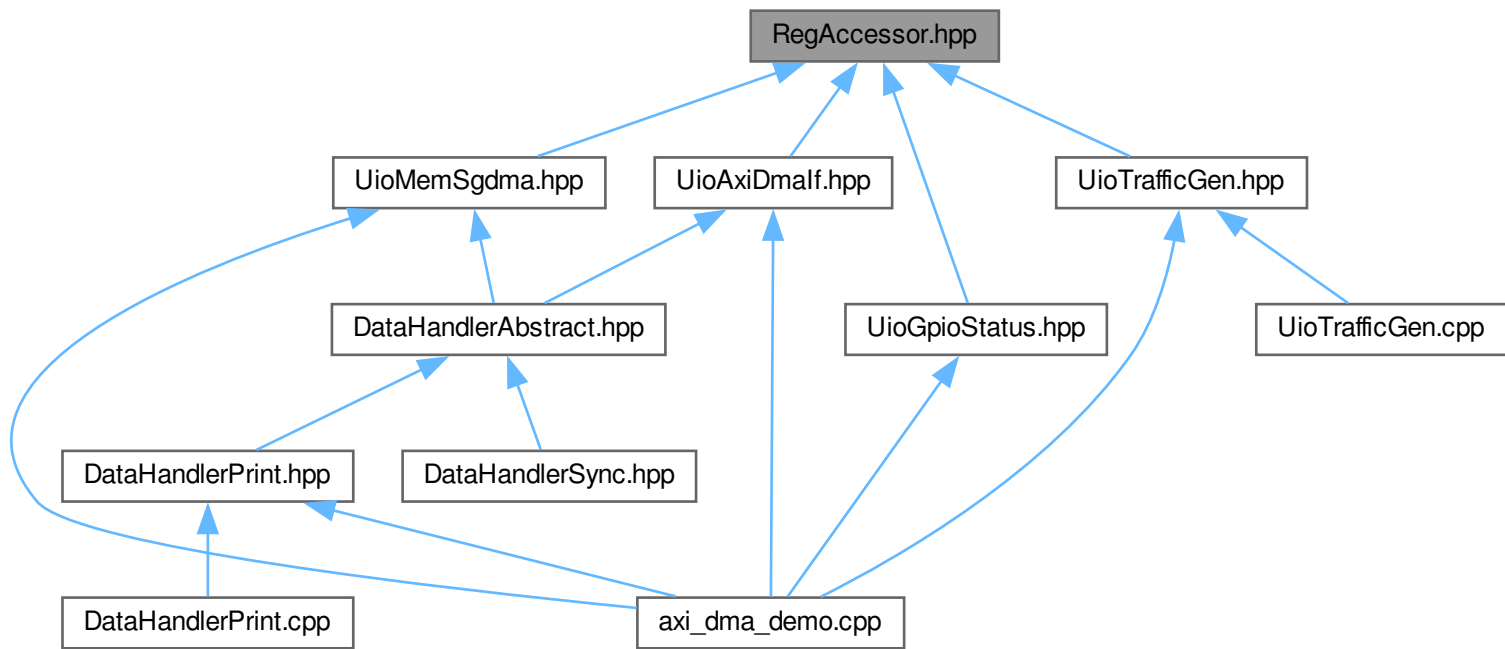 RegAccessor.hpp
UioMemSgdma.hpp
UioAxiDmaIf.hpp
UioTrafficGen.hpp
DataHandlerAbstract.hpp
UioGpioStatus.hpp
UioTrafficGen.cpp
DataHandlerPrint.hpp
DataHandlerSync.hpp
DataHandlerPrint.cpp
axi_dma_demo.cpp